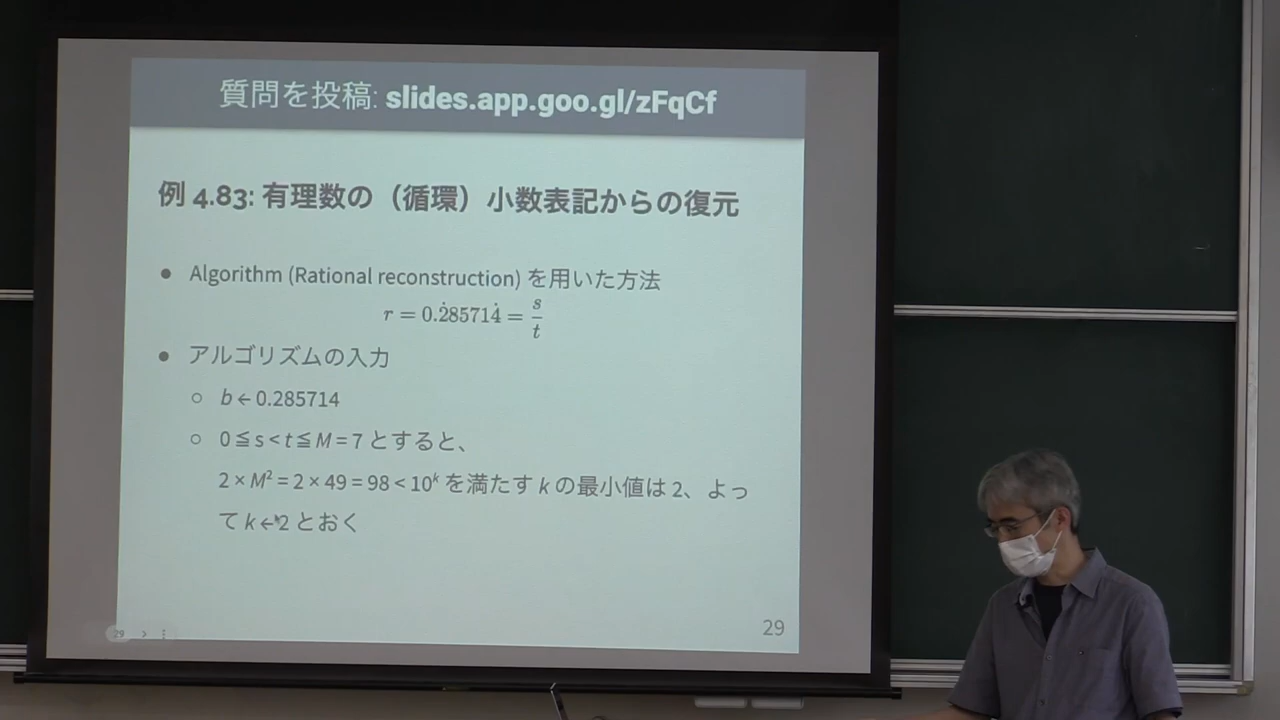 質問を投稿: slides.app.goo.gl/zFqCf
例 4.83: 有理数の（循環）小数表記からの復元
● Algorithm (Rational reconstruction) を用いた方法
r = 0.2̇85714̇ = s/t
● アルゴリズムの入力
○ b ← 0.285714
○ 0 ≦ s < t ≦ M = 7 とすると、
2 × M² = 2 × 49 = 98 < 10ᵏ を満たす k の最小値は 2、よっ
て k ← 2 とおく
29
29